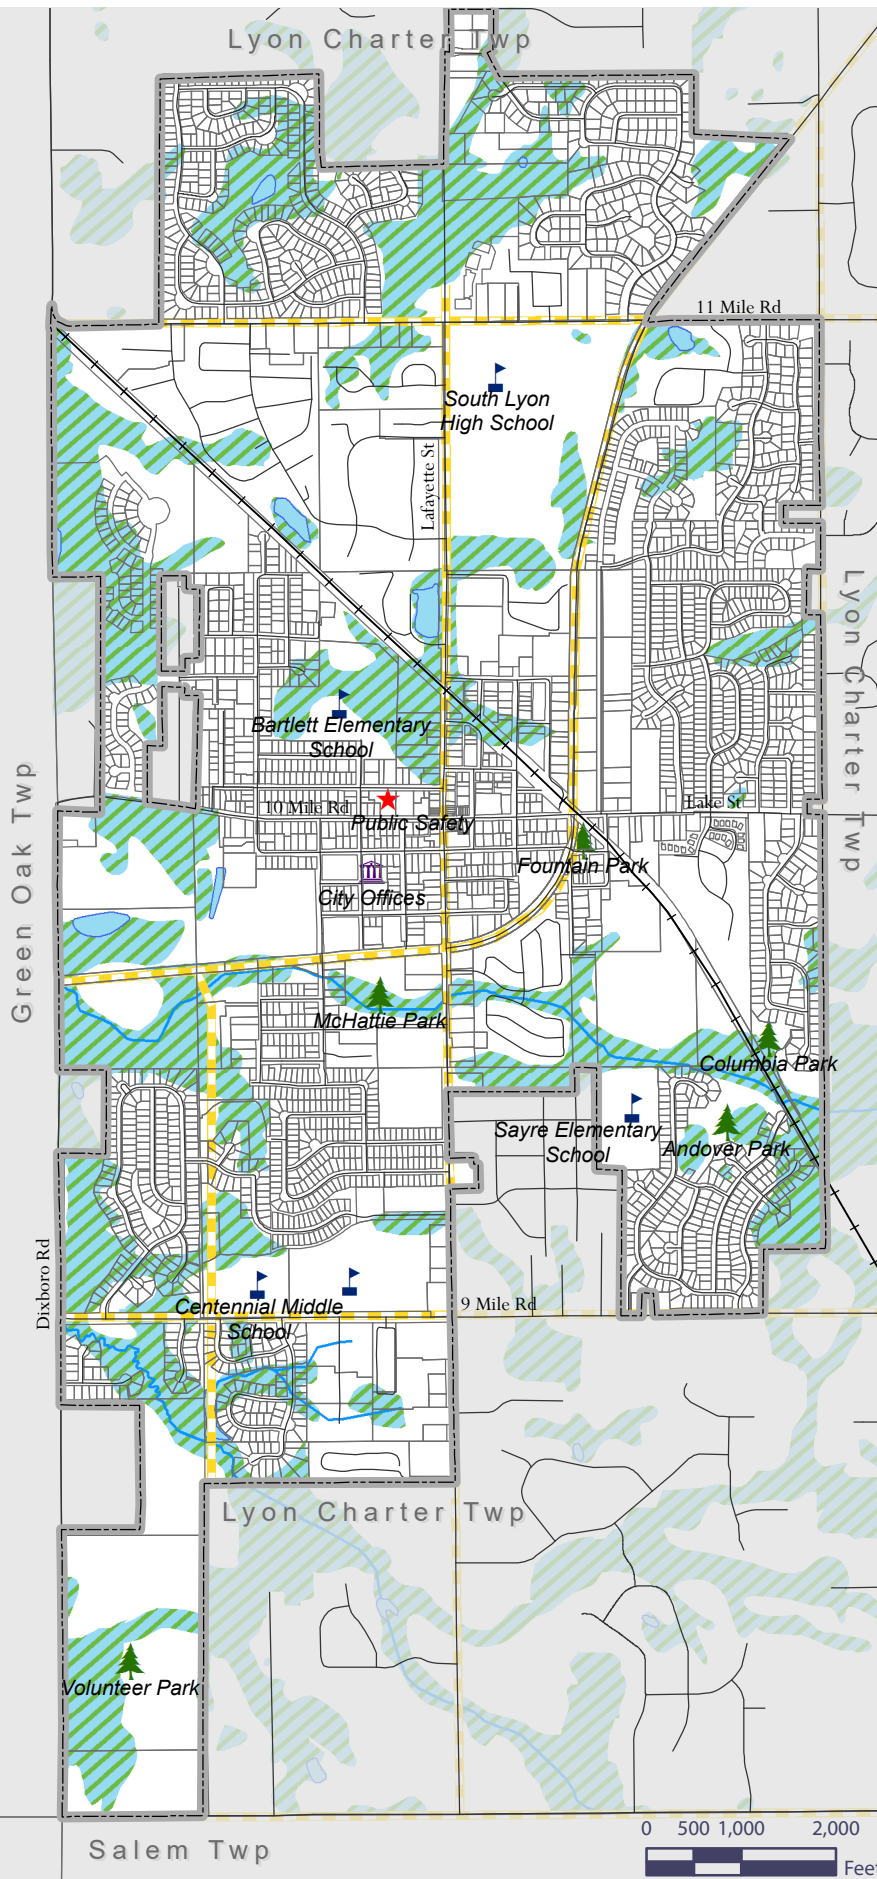 Lyon Charter Twp
11 Mile Rd
South Lyon
High School
Lafayette St
Lyon Charter Twp
Green Oak Twp
Bartlett Elementary
School
10 Mile Rd
Lake St
Public Safety
Fountain Park
City Offices
McHattie Park
Columbia Park
Sayre Elementary
School
Andover Park
Dixboro Rd
Centennial Middle
School
9 Mile Rd
Lyon Charter Twp
Volunteer Park
Salem Twp
0 500 1,000 2,000
Feet